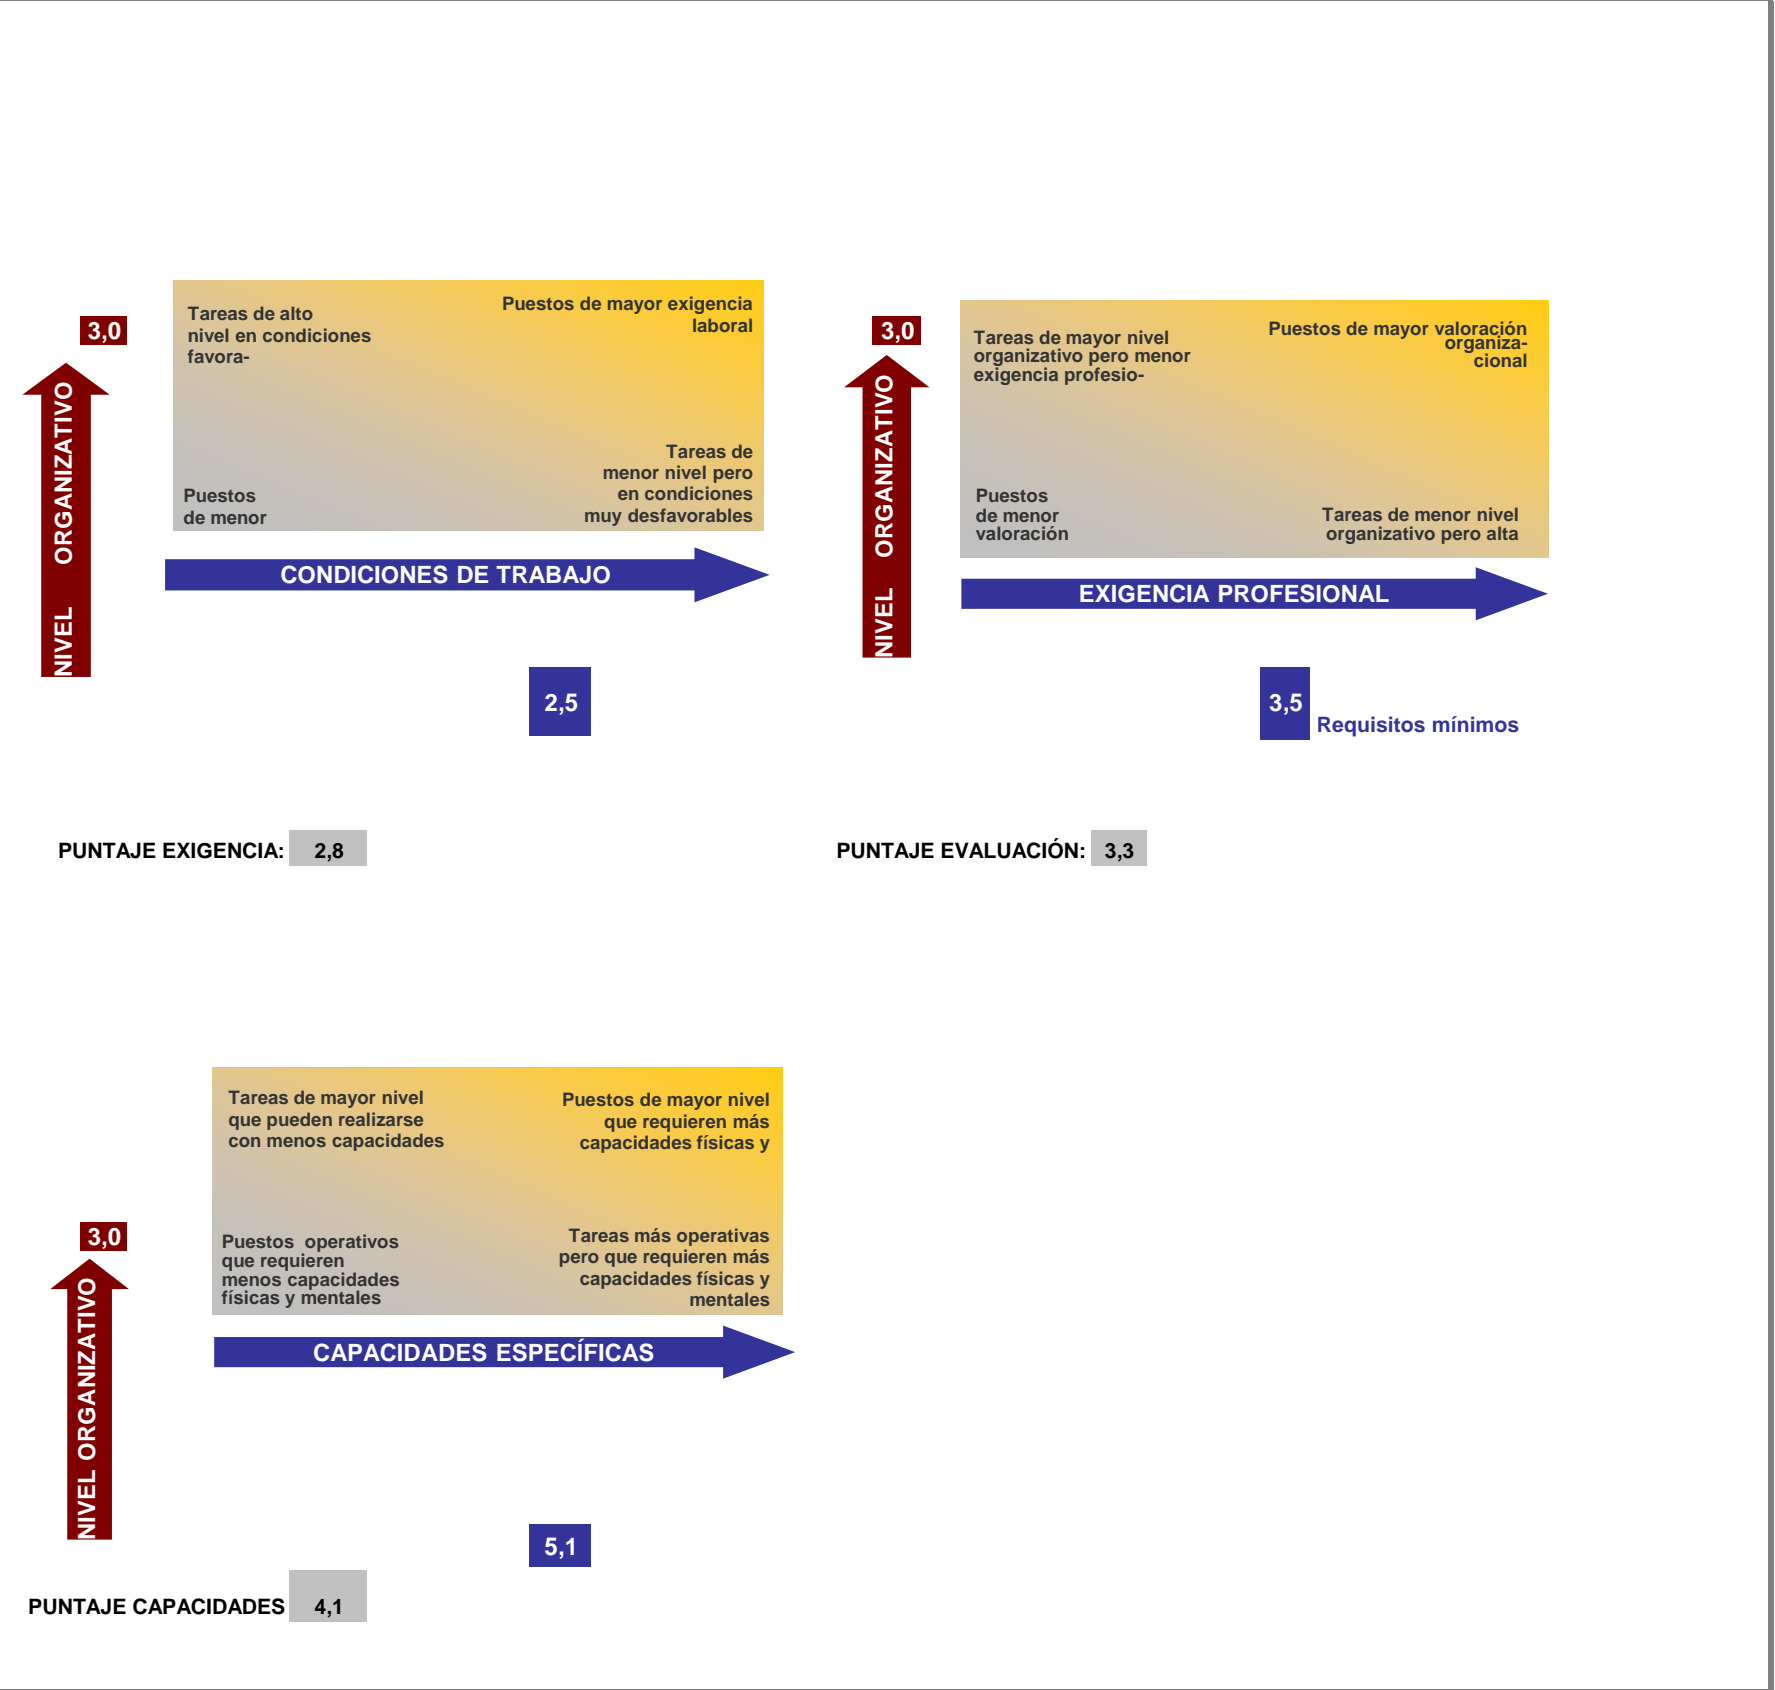 3,0
NIVEL ORGANIZATIVO
Tareas de alto
nivel en condiciones
favora-
Puestos de mayor exigencia
laboral
Puestos
de menor
Tareas de
menor nivel pero
en condiciones
muy desfavorables
CONDICIONES DE TRABAJO
2,5
PUNTAJE EXIGENCIA: 2,8
3,0
NIVEL ORGANIZATIVO
Tareas de mayor nivel
organizativo pero menor
exigencia profesio-
Puestos de mayor valoración
organiza-
cional
Puestos
de menor
valoración
Tareas de menor nivel
organizativo pero alta
EXIGENCIA PROFESIONAL
3,5
Requisitos mínimos
PUNTAJE EVALUACIÓN: 3,3
Tareas de mayor nivel
que pueden realizarse
con menos capacidades
Puestos de mayor nivel
que requieren más
capacidades físicas y
3,0
NIVEL ORGANIZATIVO
Puestos operativos
que requieren
menos capacidades
físicas y mentales
Tareas más operativas
pero que requieren más
capacidades físicas y
mentales
CAPACIDADES ESPECÍFICAS
5,1
PUNTAJE CAPACIDADES 4,1